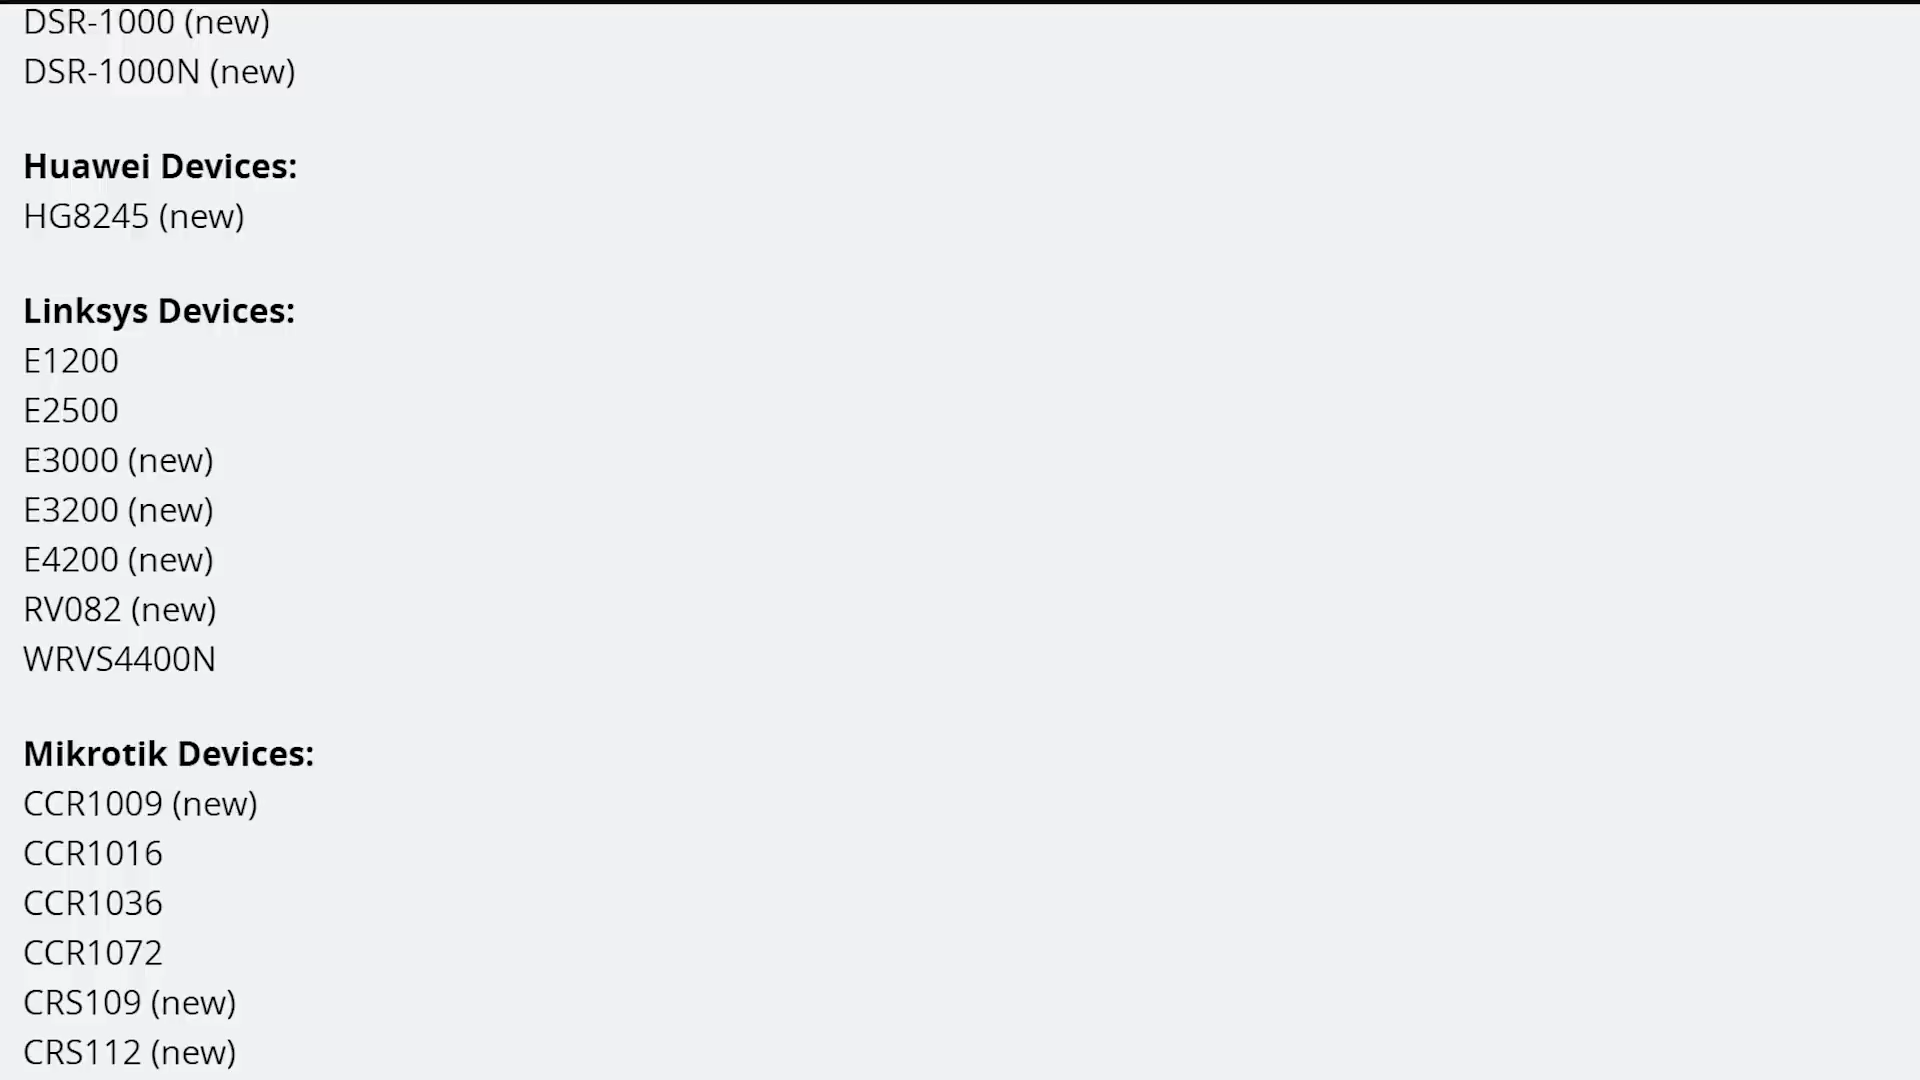 DSR-1000 (new)
DSR-1000N (new)
Huawei Devices:
HG8245 (new)
Linksys Devices:
E1200
E2500
E3000 (new)
E3200 (new)
E4200 (new)
RV082 (new)
WRVS4400N
Mikrotik Devices:
CCR1009 (new)
CCR1016
CCR1036
CCR1072
CRS109 (new)
CRS112 (new)